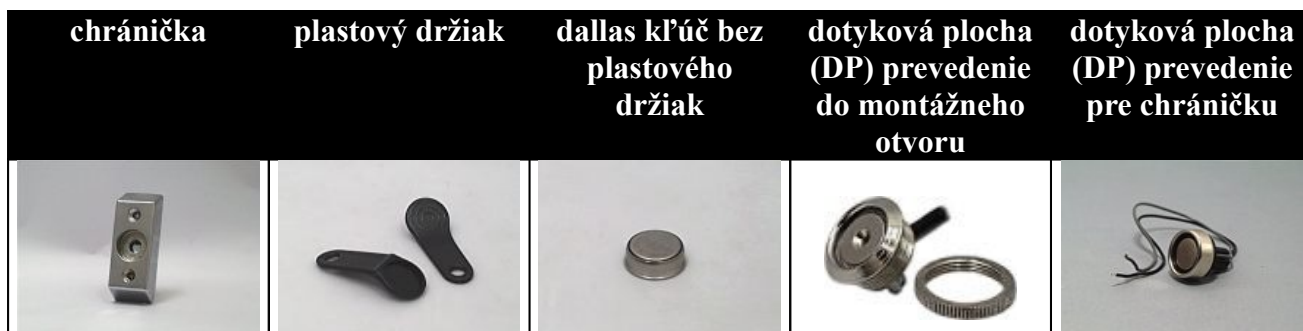 chránička
plastový držiak
dallas kľúč bez
plastového
držiak
dotyková plocha
(DP) prevedenie
do montážneho
otvoru
dotyková plocha
(DP) prevedenie
pre chráničku